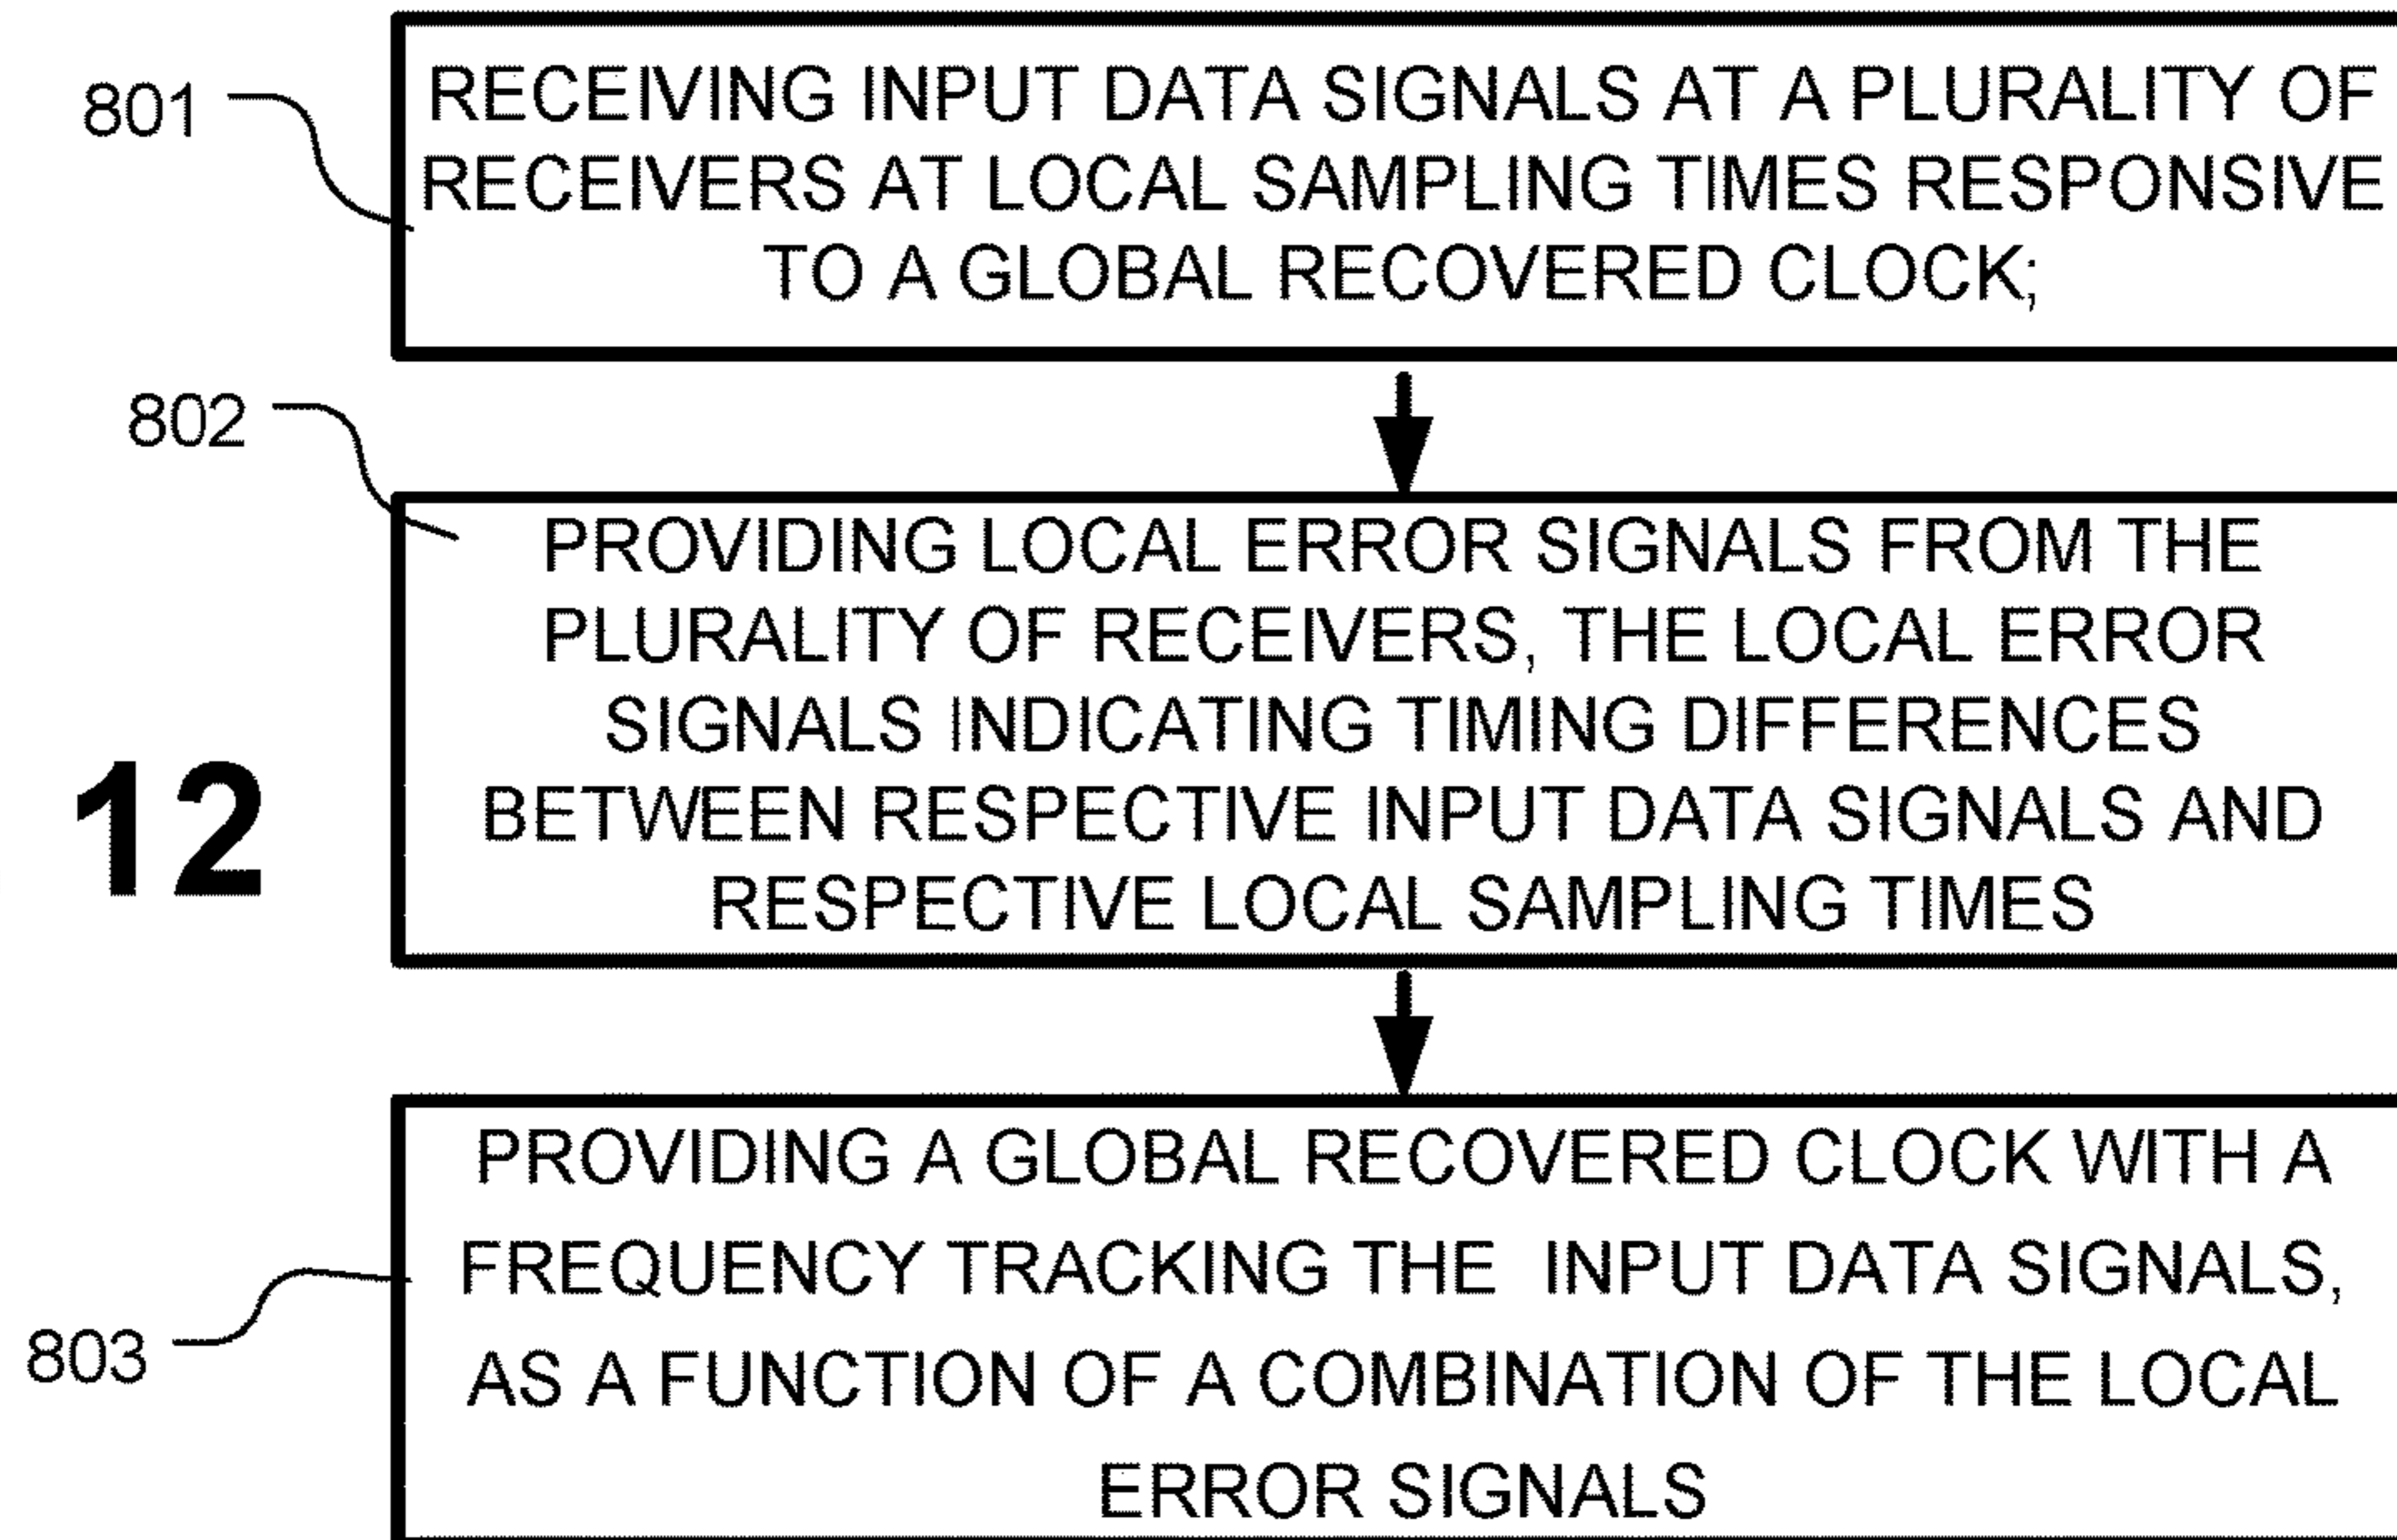 801
RECEIVING INPUT DATA SIGNALS AT A PLURALITY OF
RECEIVERS AT LOCAL SAMPLING TIMES RESPONSIVE
TO A GLOBAL RECOVERED CLOCK;
802
PROVIDING LOCAL ERROR SIGNALS FROM THE
PLURALITY OF RECEIVERS, THE LOCAL ERROR
SIGNALS INDICATING TIMING DIFFERENCES
BETWEEN RESPECTIVE INPUT DATA SIGNALS AND
RESPECTIVE LOCAL SAMPLING TIMES
12
PROVIDING A GLOBAL RECOVERED CLOCK WITH A
FREQUENCY TRACKING THE INPUT DATA SIGNALS,
AS A FUNCTION OF A COMBINATION OF THE LOCAL
ERROR SIGNALS
803